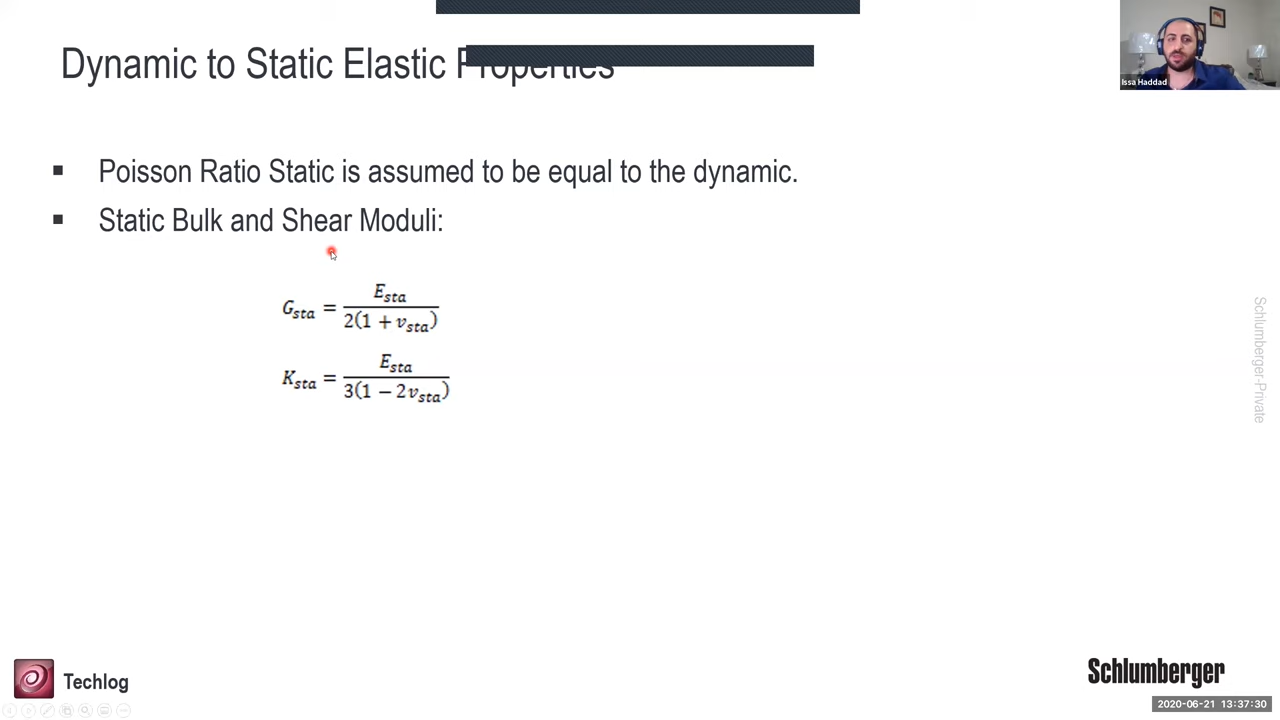 Dynamic to Static Elastic Properties
Issa Haddad
▪ Poisson Ratio Static is assumed to be equal to the dynamic.
▪ Static Bulk and Shear Moduli:
G_sta = E_sta / 2(1 + v_sta)
K_sta = E_sta / 3(1 − 2v_sta)
Schlumberger-Private
Techlog
Schlumberger
2020-06-21 13:37:30